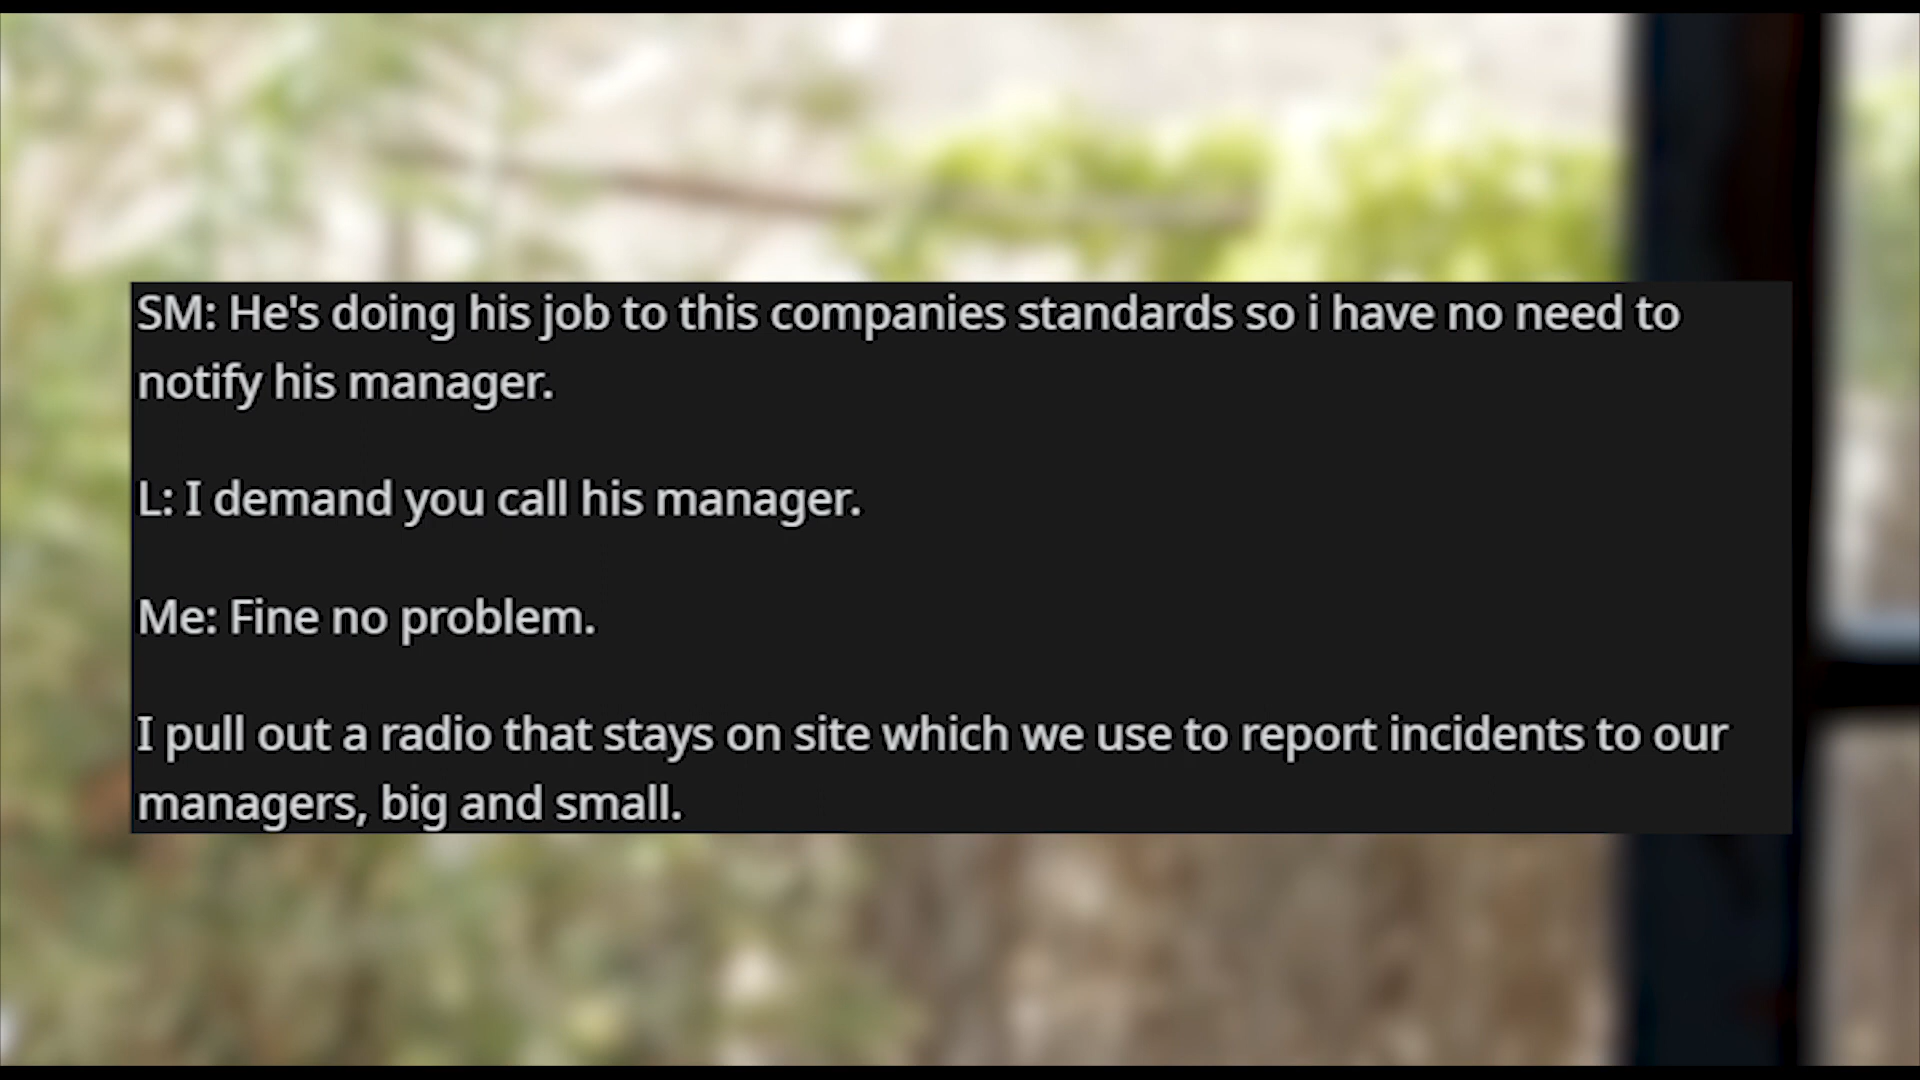 SM: He's doing his job to this companies standards so i have no need to
notify his manager.
L: I demand you call his manager.
Me: Fine no problem.
I pull out a radio that stays on site which we use to report incidents to our
managers, big and small.